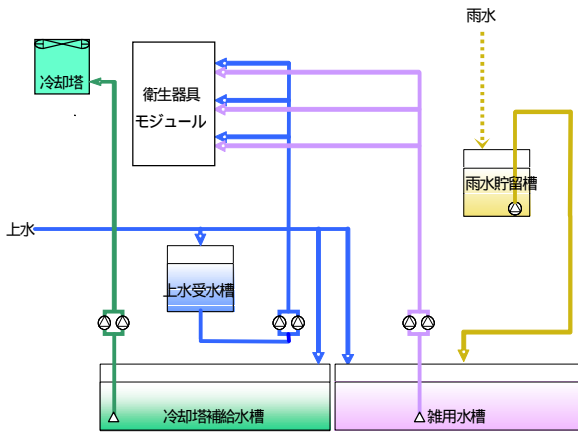 雨水
冷却塔
衛生器具
モジュール
雨水貯留槽
上水
上水受水槽
冷却塔補給水槽
雑用水槽